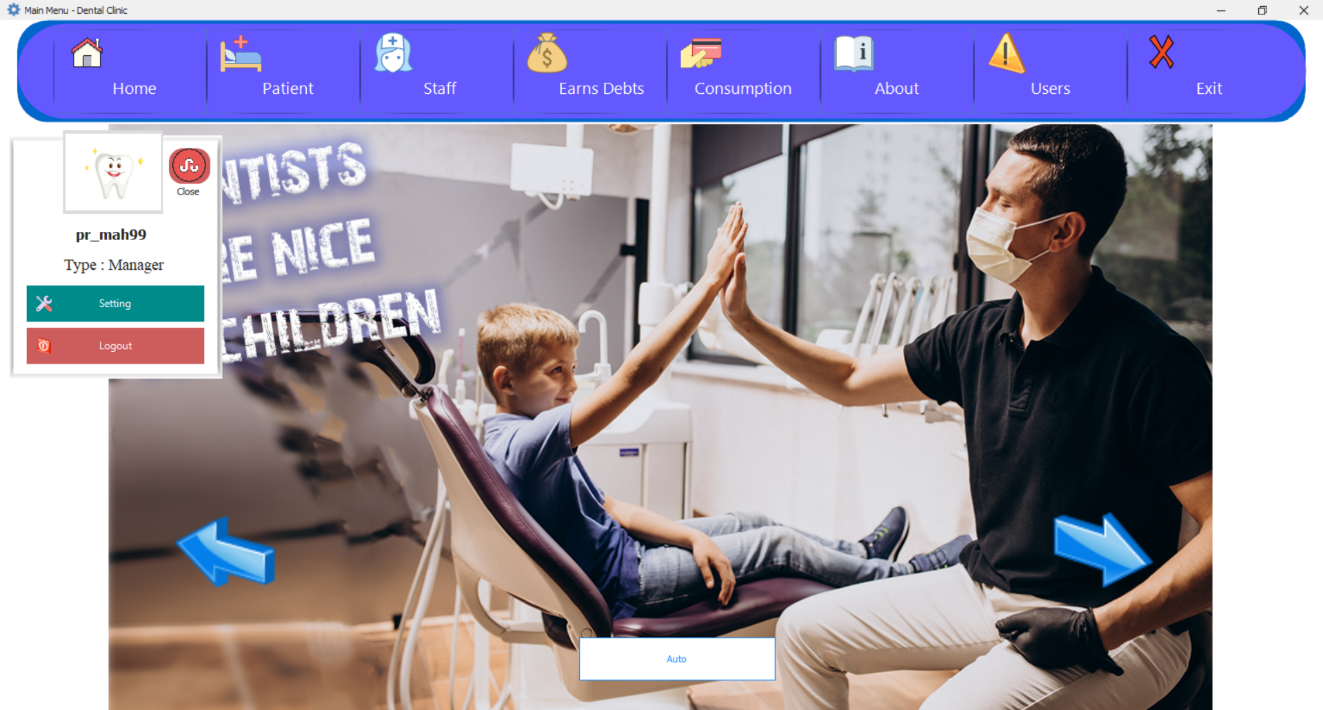 Main Menu - Dental Clinic
Home
Patient
Staff
Earns Debts
Consumption
About
Users
Exit
Close
pr_mah99
Type : Manager
Setting
Logout
NTISTS
E NICE
CHILDREN
Auto